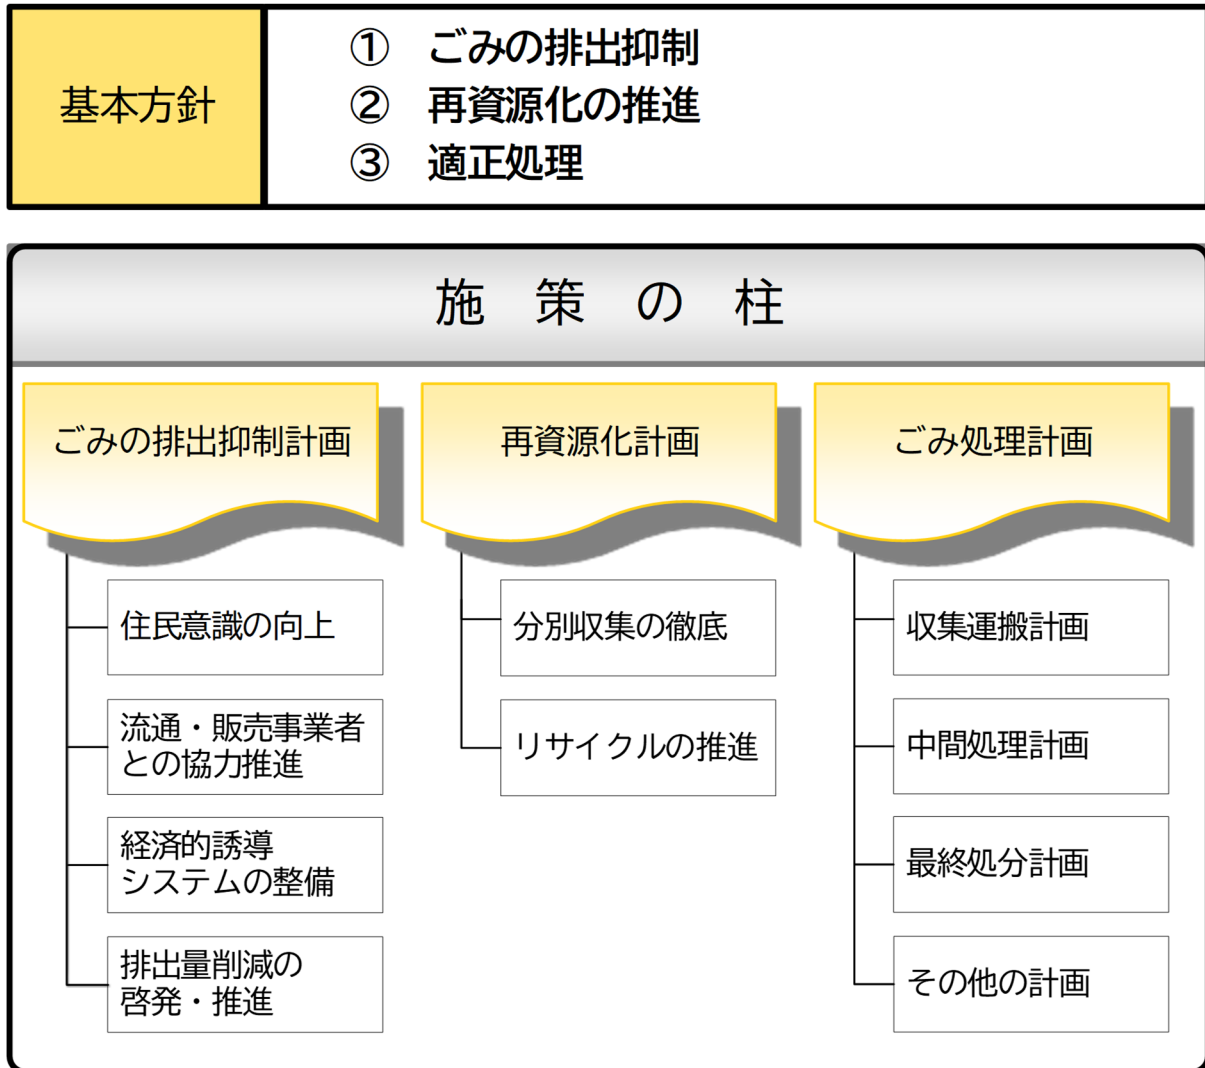 基本方針
① ごみの排出抑制
② 再資源化の推進
③ 適正処理
施策の柱
ごみの排出抑制計画
住民意識の向上
流通・販売事業者
との協力推進
経済的誘導
システムの整備
排出量削減の
啓発・推進
再資源化計画
分別収集の徹底
リサイクルの推進
ごみ処理計画
収集運搬計画
中間処理計画
最終処分計画
その他の計画